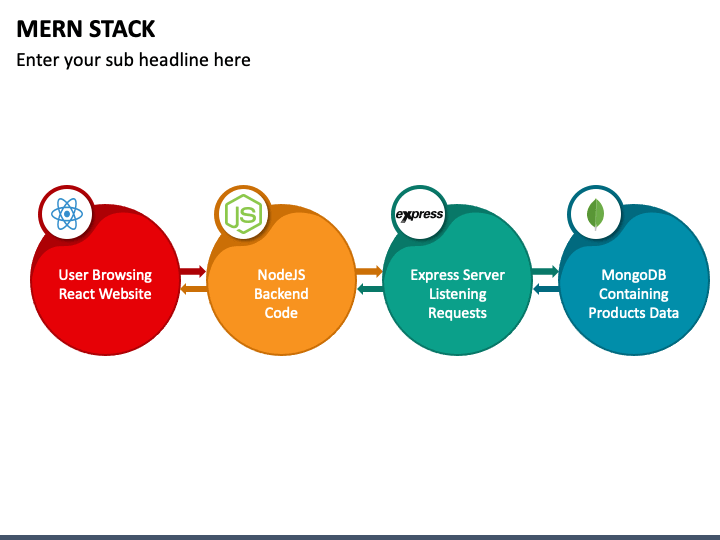 MERN STACK
Enter your sub headline here
JS
express
User Browsing
React Website
NodeJS
Backend
Code
Express Server
Listening
Requests
MongoDB
Containing
Products Data